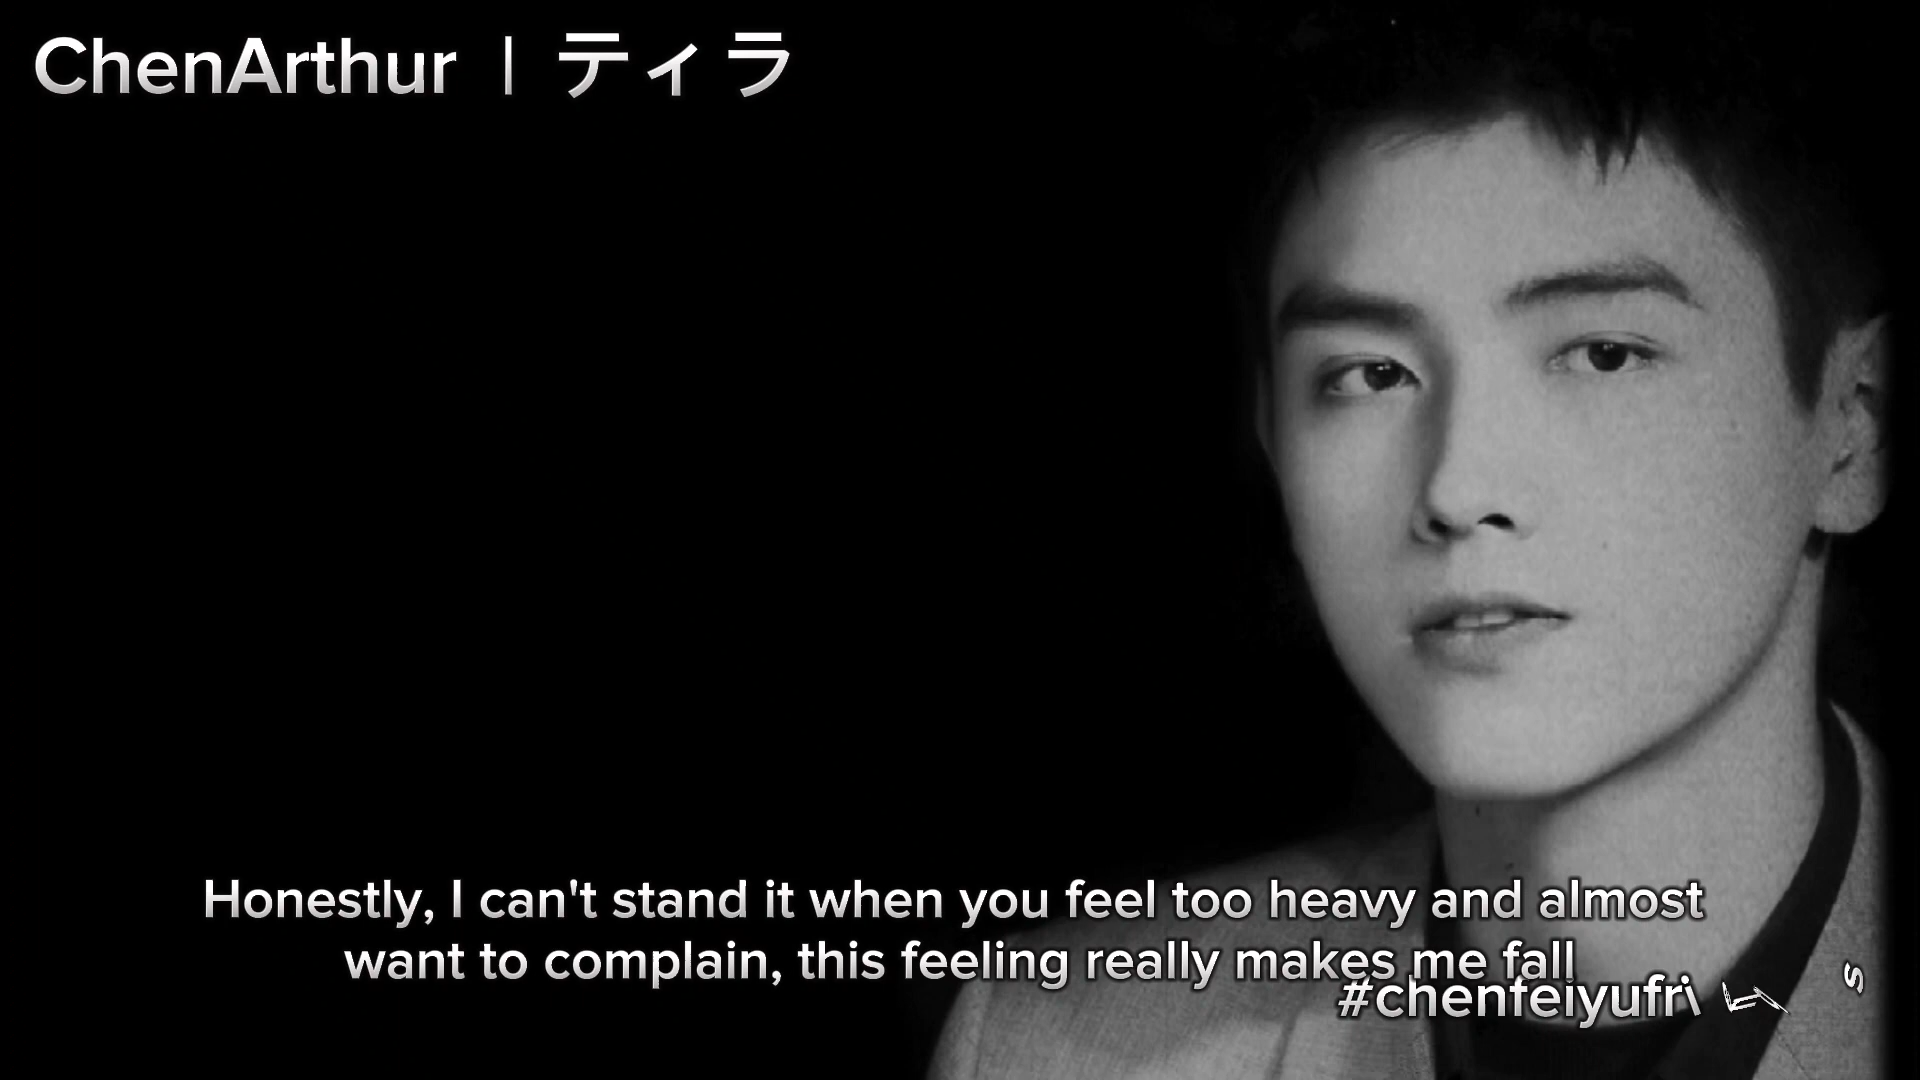 ChenArthur | ティラ
Honestly, I can't stand it when you feel too heavy and almost
want to complain, this feeling really makes me fall
#chenfeiyufri